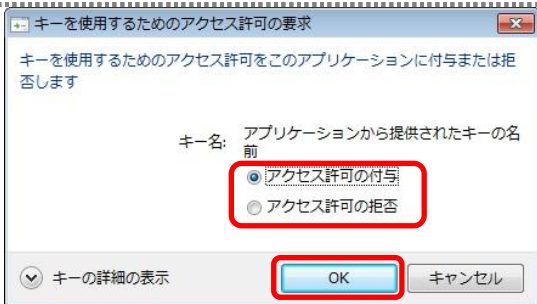 キーを使用するためのアクセス許可の要求
キーを使用するためのアクセス許可をこのアプリケーションに付与または拒
否します
キー名:
アプリケーションから提供されたキーの名
前
アクセス許可の付与
アクセス許可の拒否
キーの詳細の表示
OK
キャンセル